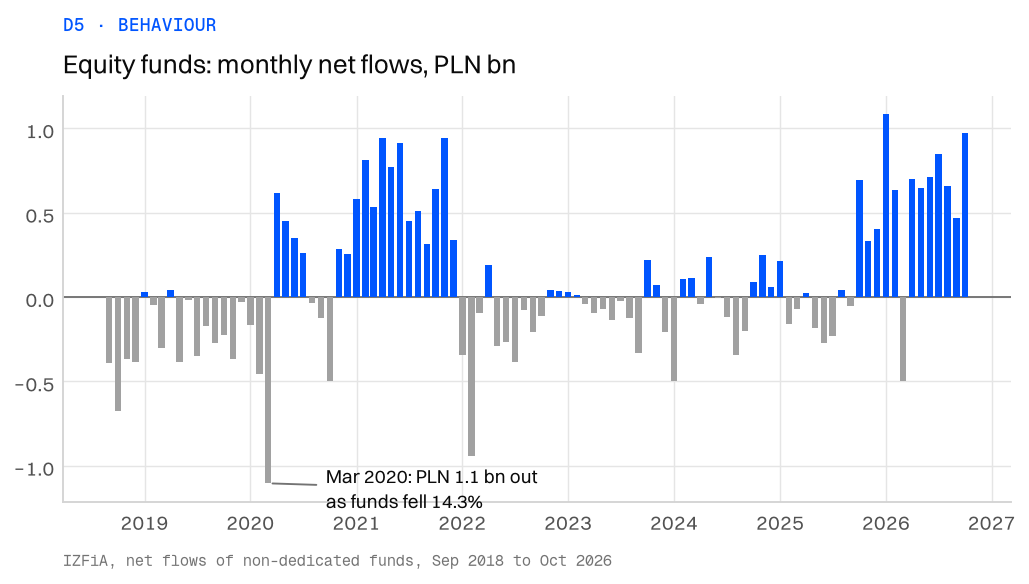 D5 · BEHAVIOUR
Equity funds: monthly net flows, PLN bn
1.0
0.5
0.0
−0.5
−1.0
Mar 2020: PLN 1.1 bn out
as funds fell 14.3%
2019 2020 2021 2022 2023 2024 2025 2026 2027
IZFiA, net flows of non-dedicated funds, Sep 2018 to Oct 2026